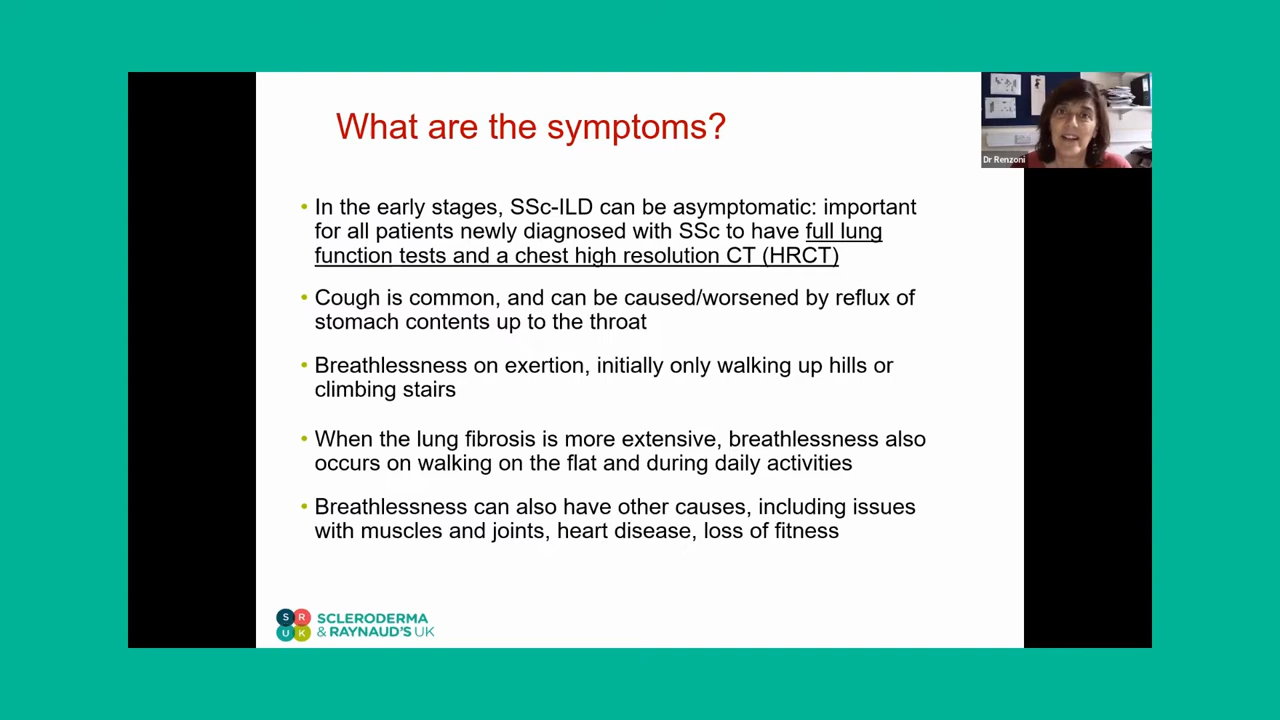 What are the symptoms?
Dr Renzoni
• In the early stages, SSc-ILD can be asymptomatic: important
for all patients newly diagnosed with SSc to have full lung
function tests and a chest high resolution CT (HRCT)
• Cough is common, and can be caused/worsened by reflux of
stomach contents up to the throat
• Breathlessness on exertion, initially only walking up hills or
climbing stairs
• When the lung fibrosis is more extensive, breathlessness also
occurs on walking on the flat and during daily activities
• Breathlessness can also have other causes, including issues
with muscles and joints, heart disease, loss of fitness
S R
U K
SCLERODERMA
& RAYNAUD'S UK